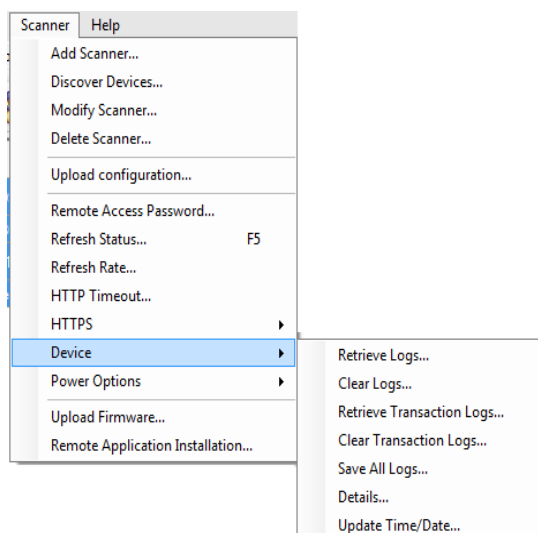 Scanner Help
Add Scanner...
Discover Devices...
Modify Scanner...
Delete Scanner...
Upload configuration...
Remote Access Password...
Refresh Status... F5
Refresh Rate...
HTTP Timeout...
HTTPS
Device
Power Options
Upload Firmware...
Remote Application Installation...
Retrieve Logs...
Clear Logs...
Retrieve Transaction Logs...
Clear Transaction Logs...
Save All Logs...
Details...
Update Time/Date...